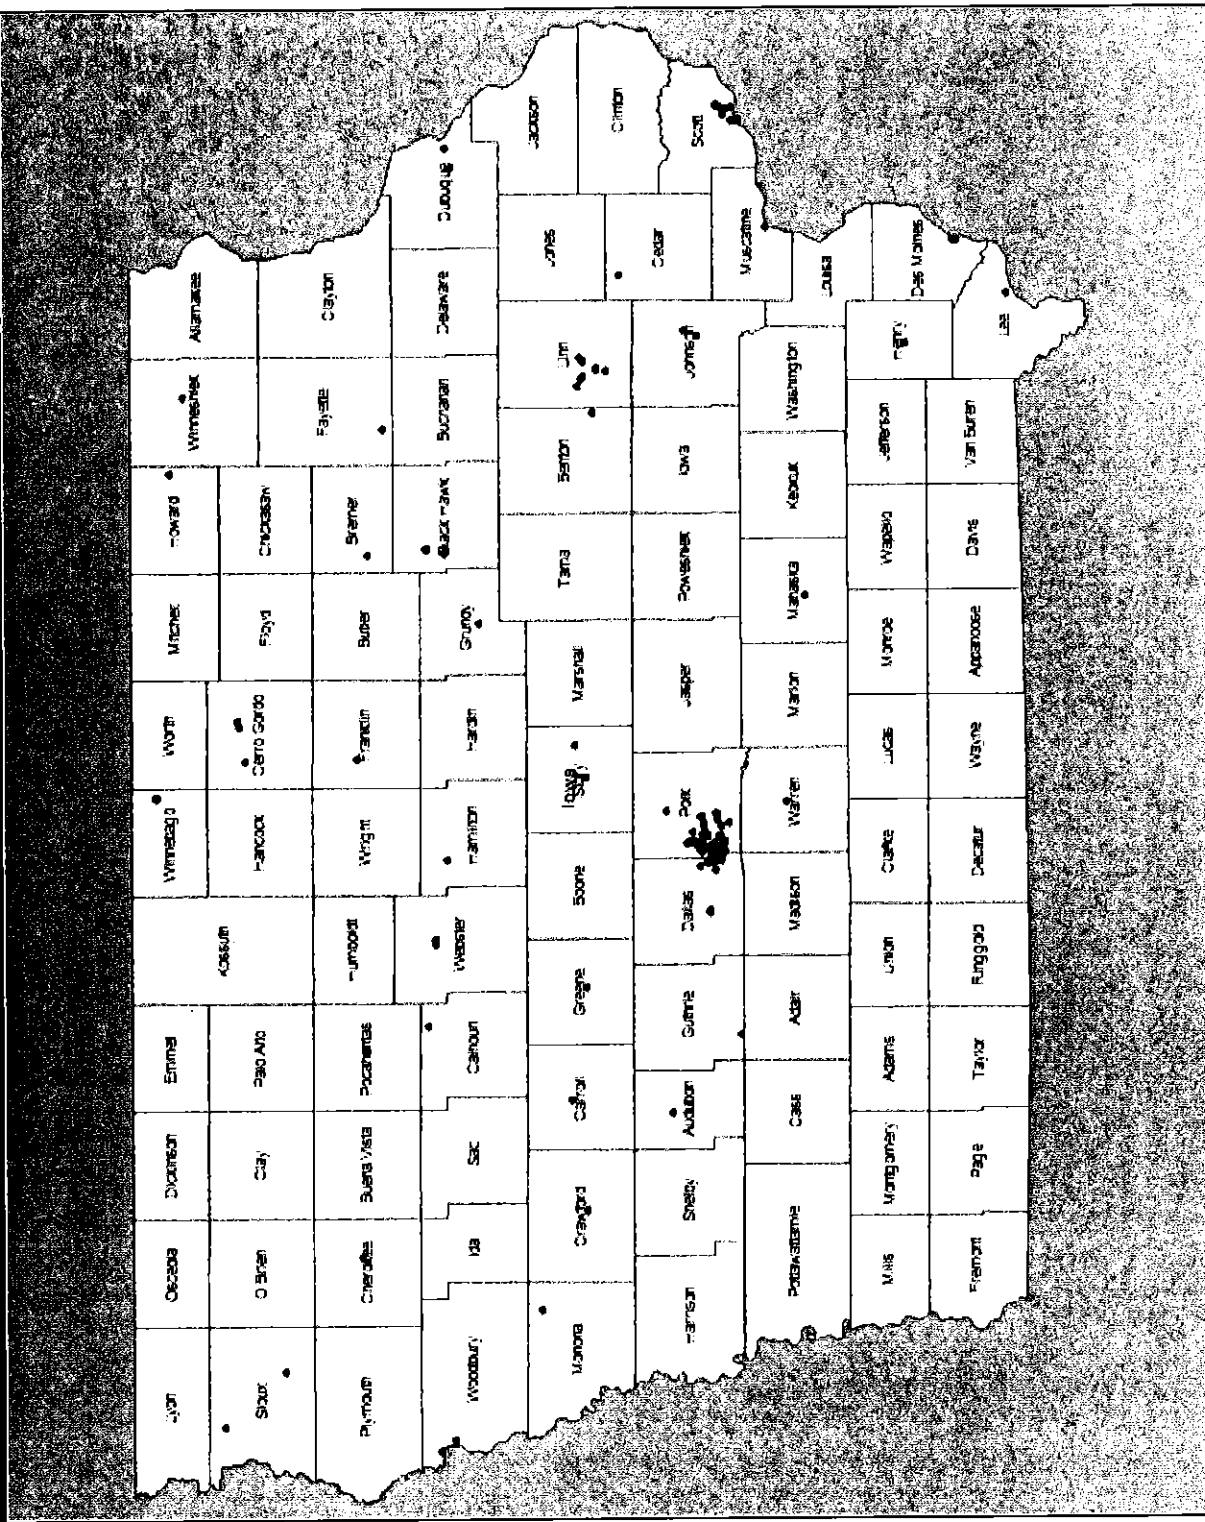 Lyon
Osceola
Dickinson
Emmet
Kossuth
Winnebago
Worth
Mitchell
Howard
Winneshiek
Allamakee
Sioux
O'Brien
Clay
Palo Alto
Hancock
Cerro Gordo
Floyd
Chickasaw
Fayette
Clayton
Plymouth
Cherokee
Buena Vista
Pocahontas
Humboldt
Wright
Franklin
Butler
Bremer
Woodbury
Ida
Sac
Calhoun
Webster
Hamilton
Hardin
Grundy
Black Hawk
Buchanan
Delaware
Dubuque
Monona
Crawford
Carroll
Greene
Boone
Story
Iowa
Marshall
Tama
Benton
Linn
Jones
Jackson
Clinton
Harrison
Shelby
Audubon
Guthrie
Dallas
Polk
Jasper
Poweshiek
Iowa
Johnson
Cedar
Scott
Muscatine
Pottawattamie
Cass
Adair
Madison
Warren
Marion
Mahaska
Keokuk
Washington
Louisa
Mills
Montgomery
Adams
Union
Clarke
Lucas
Monroe
Wapello
Jefferson
Henry
Des Moines
Fremont
Page
Taylor
Ringgold
Decatur
Wayne
Appanoose
Davis
Van Buren
Lee